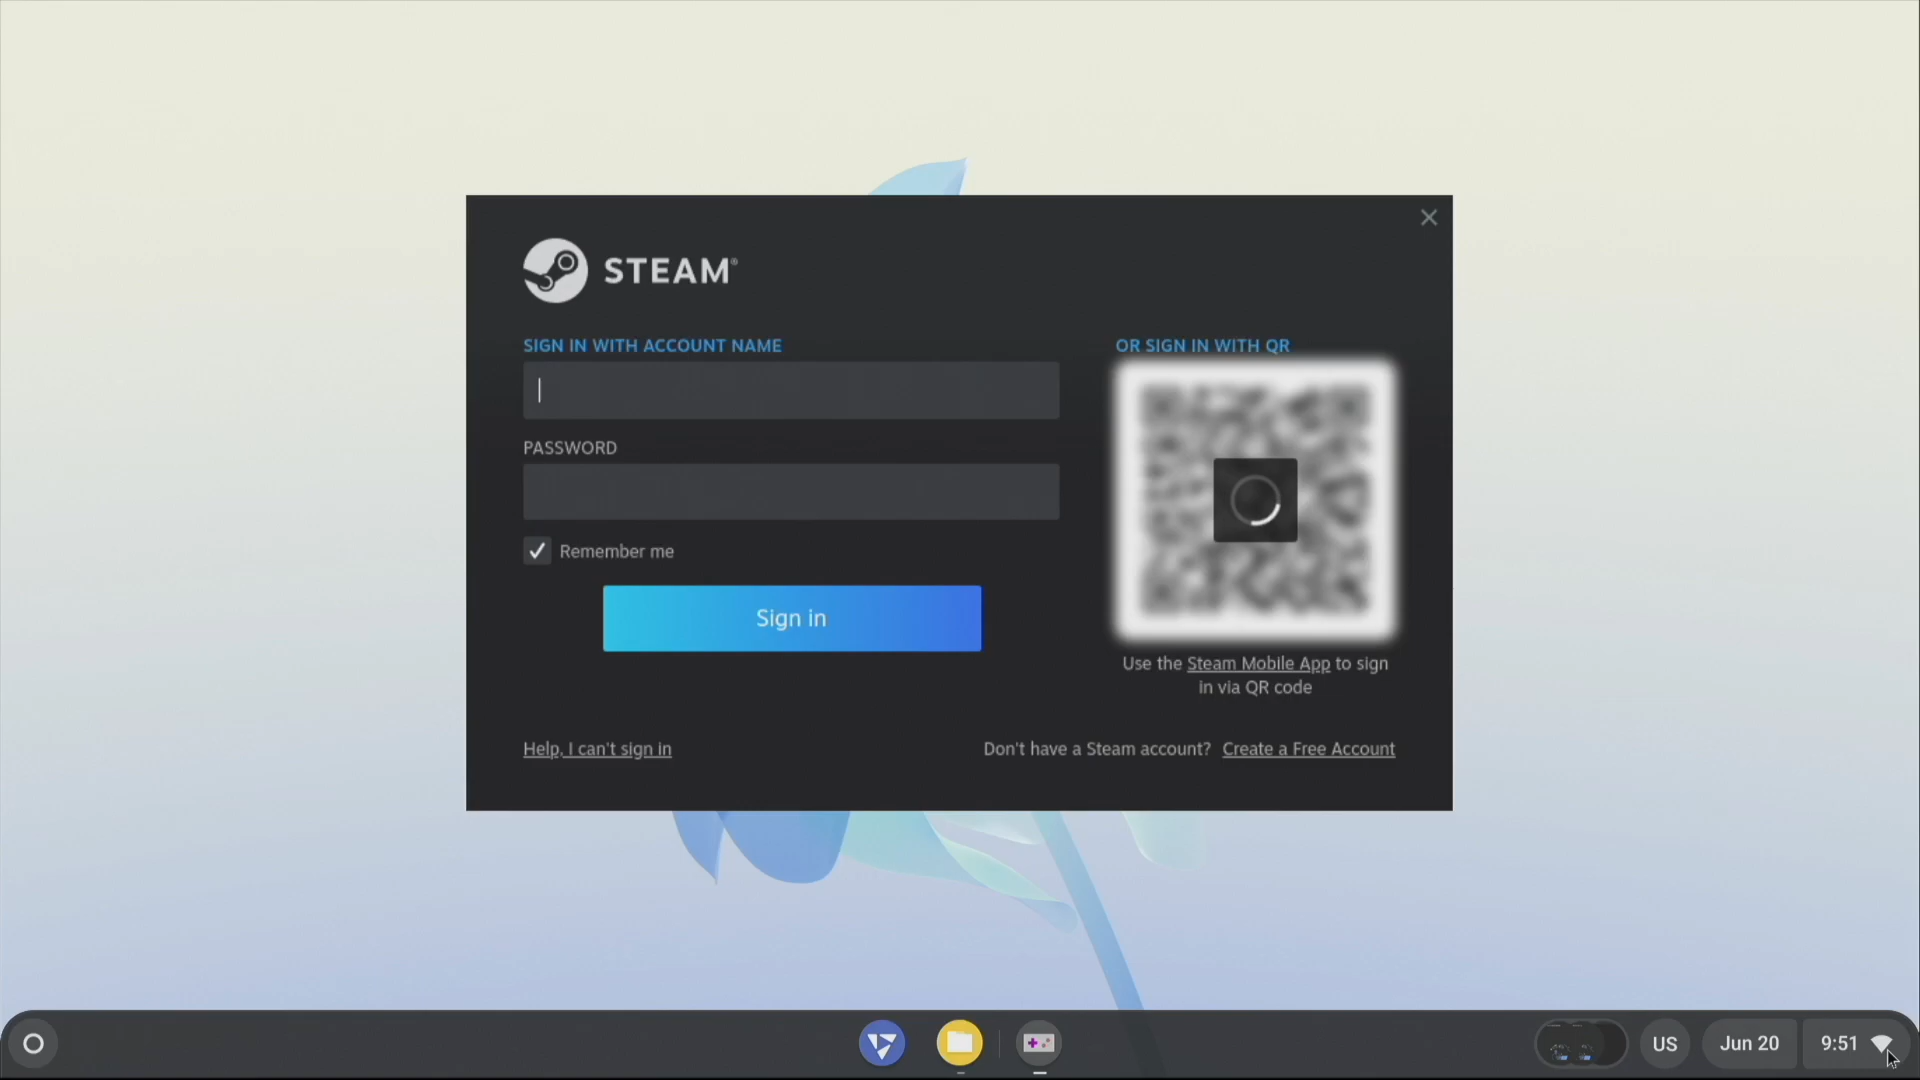 STEAM®
SIGN IN WITH ACCOUNT NAME
OR SIGN IN WITH QR
PASSWORD
Remember me
Sign in
Use the Steam Mobile App to sign
in via QR code
Help, I can't sign in
Don't have a Steam account? Create a Free Account
US
Jun 20
9:51